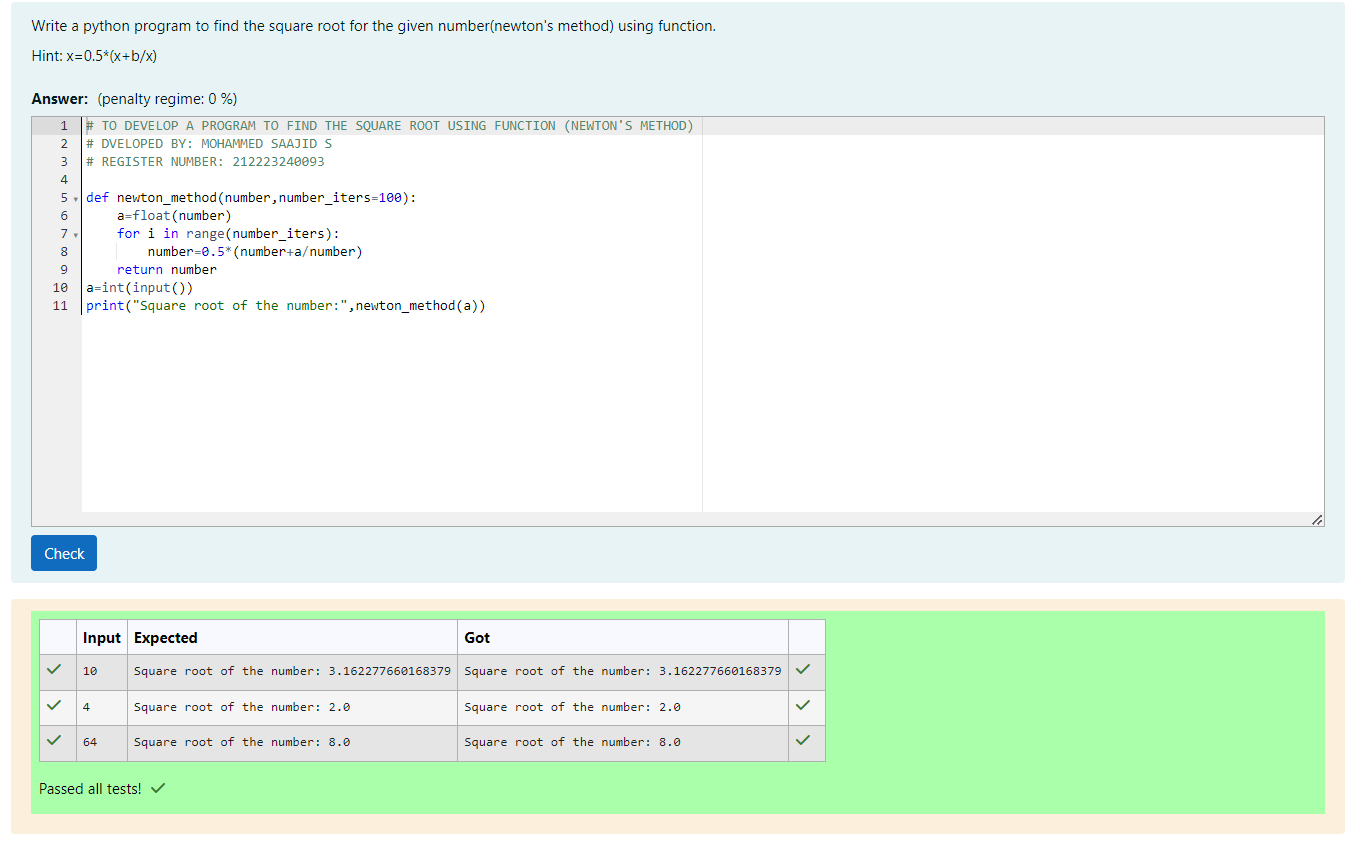 Write a python program to find the square root for the given number(newton's method) using function.
Hint: x=0.5*(x+b/x)
Answer: (penalty regime: 0 %)
1 # TO DEVELOP A PROGRAM TO FIND THE SQUARE ROOT USING FUNCTION (NEWTON'S METHOD)
2 # DVELOPED BY: MOHAMMED SAAJID S
3 # REGISTER NUMBER: 212223240093
4
5 def newton_method(number,number_iters=100):
6     a=float(number)
7     for i in range(number_iters):
8         number=0.5*(number+a/number)
9     return number
10 a=int(input())
11 print("Square root of the number:",newton_method(a))
Check
Input Expected Got
10 Square root of the number: 3.162277660168379 Square root of the number: 3.162277660168379
4 Square root of the number: 2.0 Square root of the number: 2.0
64 Square root of the number: 8.0 Square root of the number: 8.0
Passed all tests!